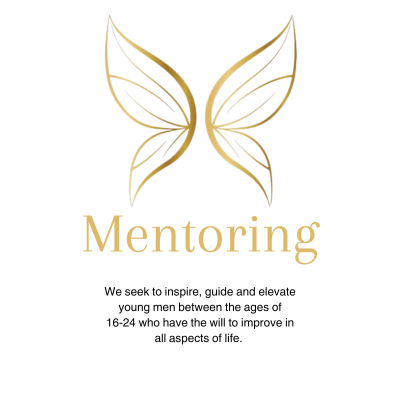 Mentoring
We seek to inspire, guide and elevate
young men between the ages of
16-24 who have the will to improve in
all aspects of life.